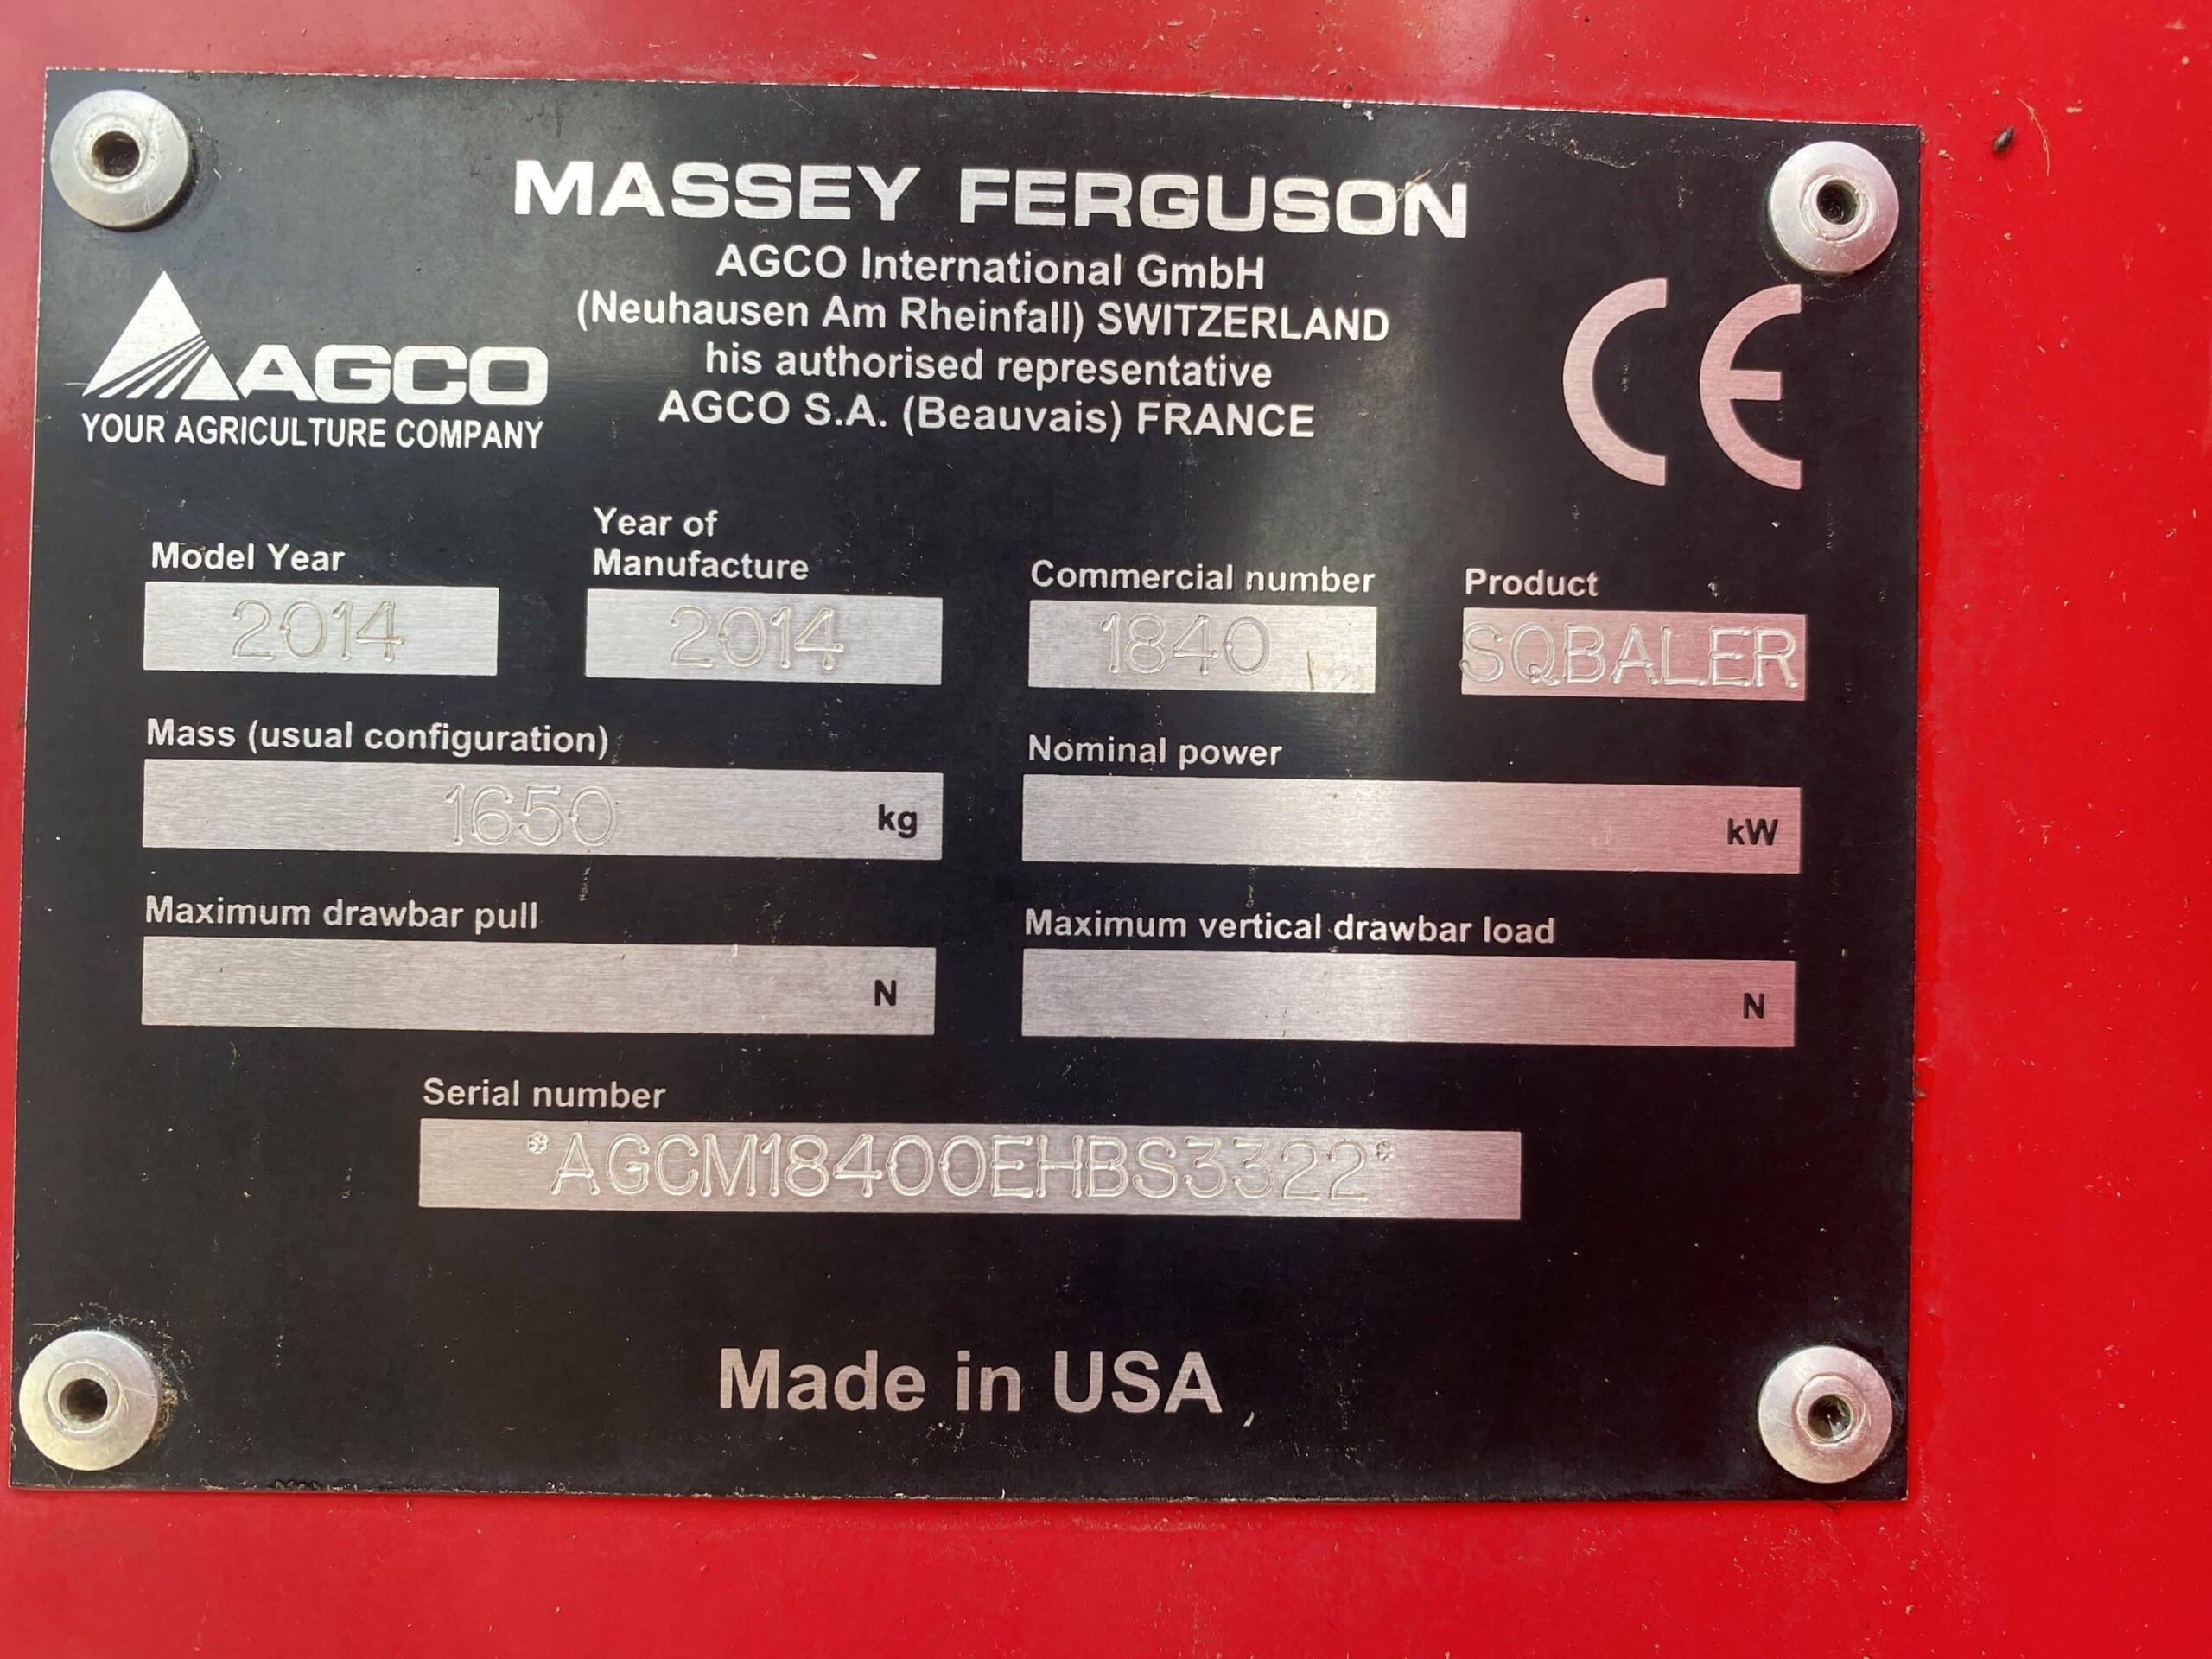 MASSEY FERGUSON
AGCO International GmbH
(Neuhausen Am Rheinfall) SWITZERLAND
his authorised representative
AGCO S.A. (Beauvais) FRANCE
AGCO
YOUR AGRICULTURE COMPANY
CE
Model Year
2014
Year of
Manufacture
2014
Commercial number
1840
Product
SQBALER
Mass (usual configuration)
1650 kg
Nominal power
kW
Maximum drawbar pull
N
Maximum vertical drawbar load
N
Serial number
*AGCM18400EHBS3322*
Made in USA